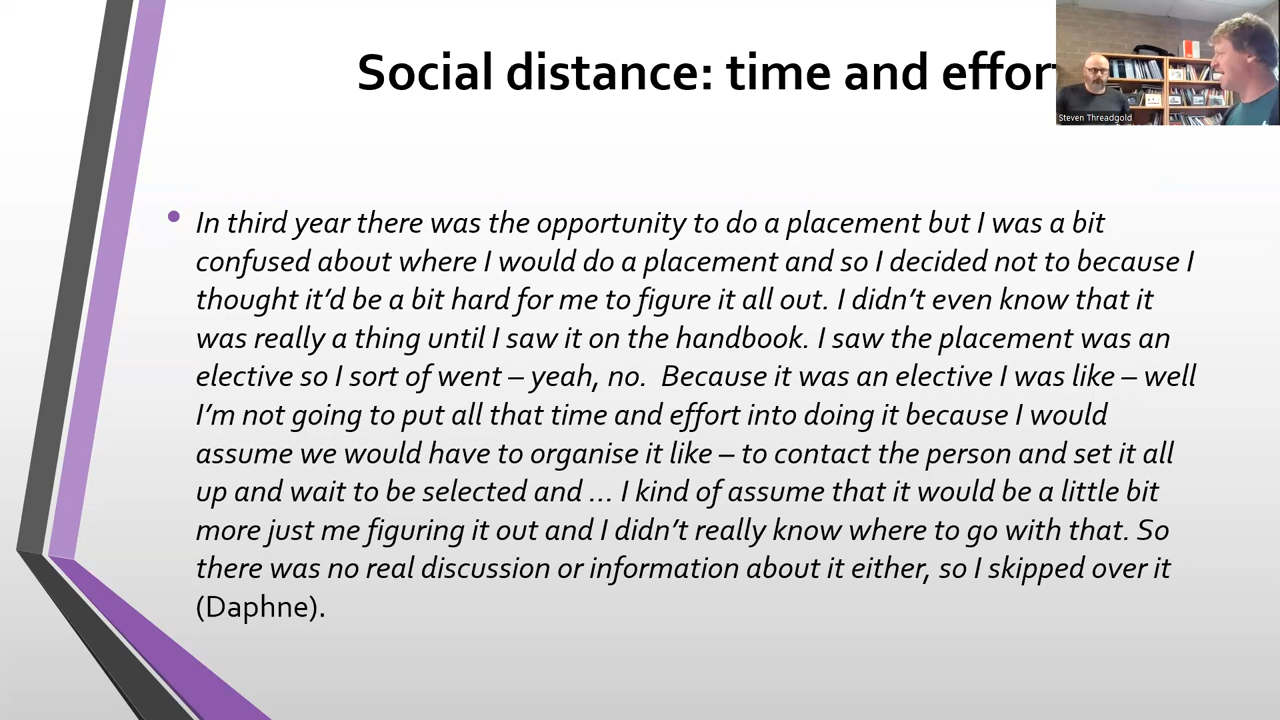 Social distance: time and effor
Steven Threadgold
• In third year there was the opportunity to do a placement but I was a bit
confused about where I would do a placement and so I decided not to because I
thought it’d be a bit hard for me to figure it all out. I didn’t even know that it
was really a thing until I saw it on the handbook. I saw the placement was an
elective so I sort of went – yeah, no.  Because it was an elective I was like – well
I’m not going to put all that time and effort into doing it because I would
assume we would have to organise it like – to contact the person and set it all
up and wait to be selected and … I kind of assume that it would be a little bit
more just me figuring it out and I didn’t really know where to go with that. So
there was no real discussion or information about it either, so I skipped over it
(Daphne).